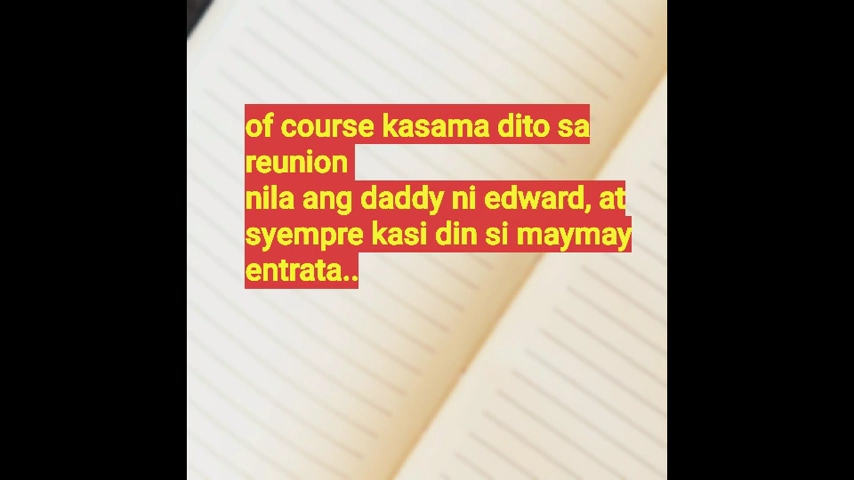 of course kasama dito sa
reunion
nila ang daddy ni edward, at
syempre kasi din si maymay
entrata..